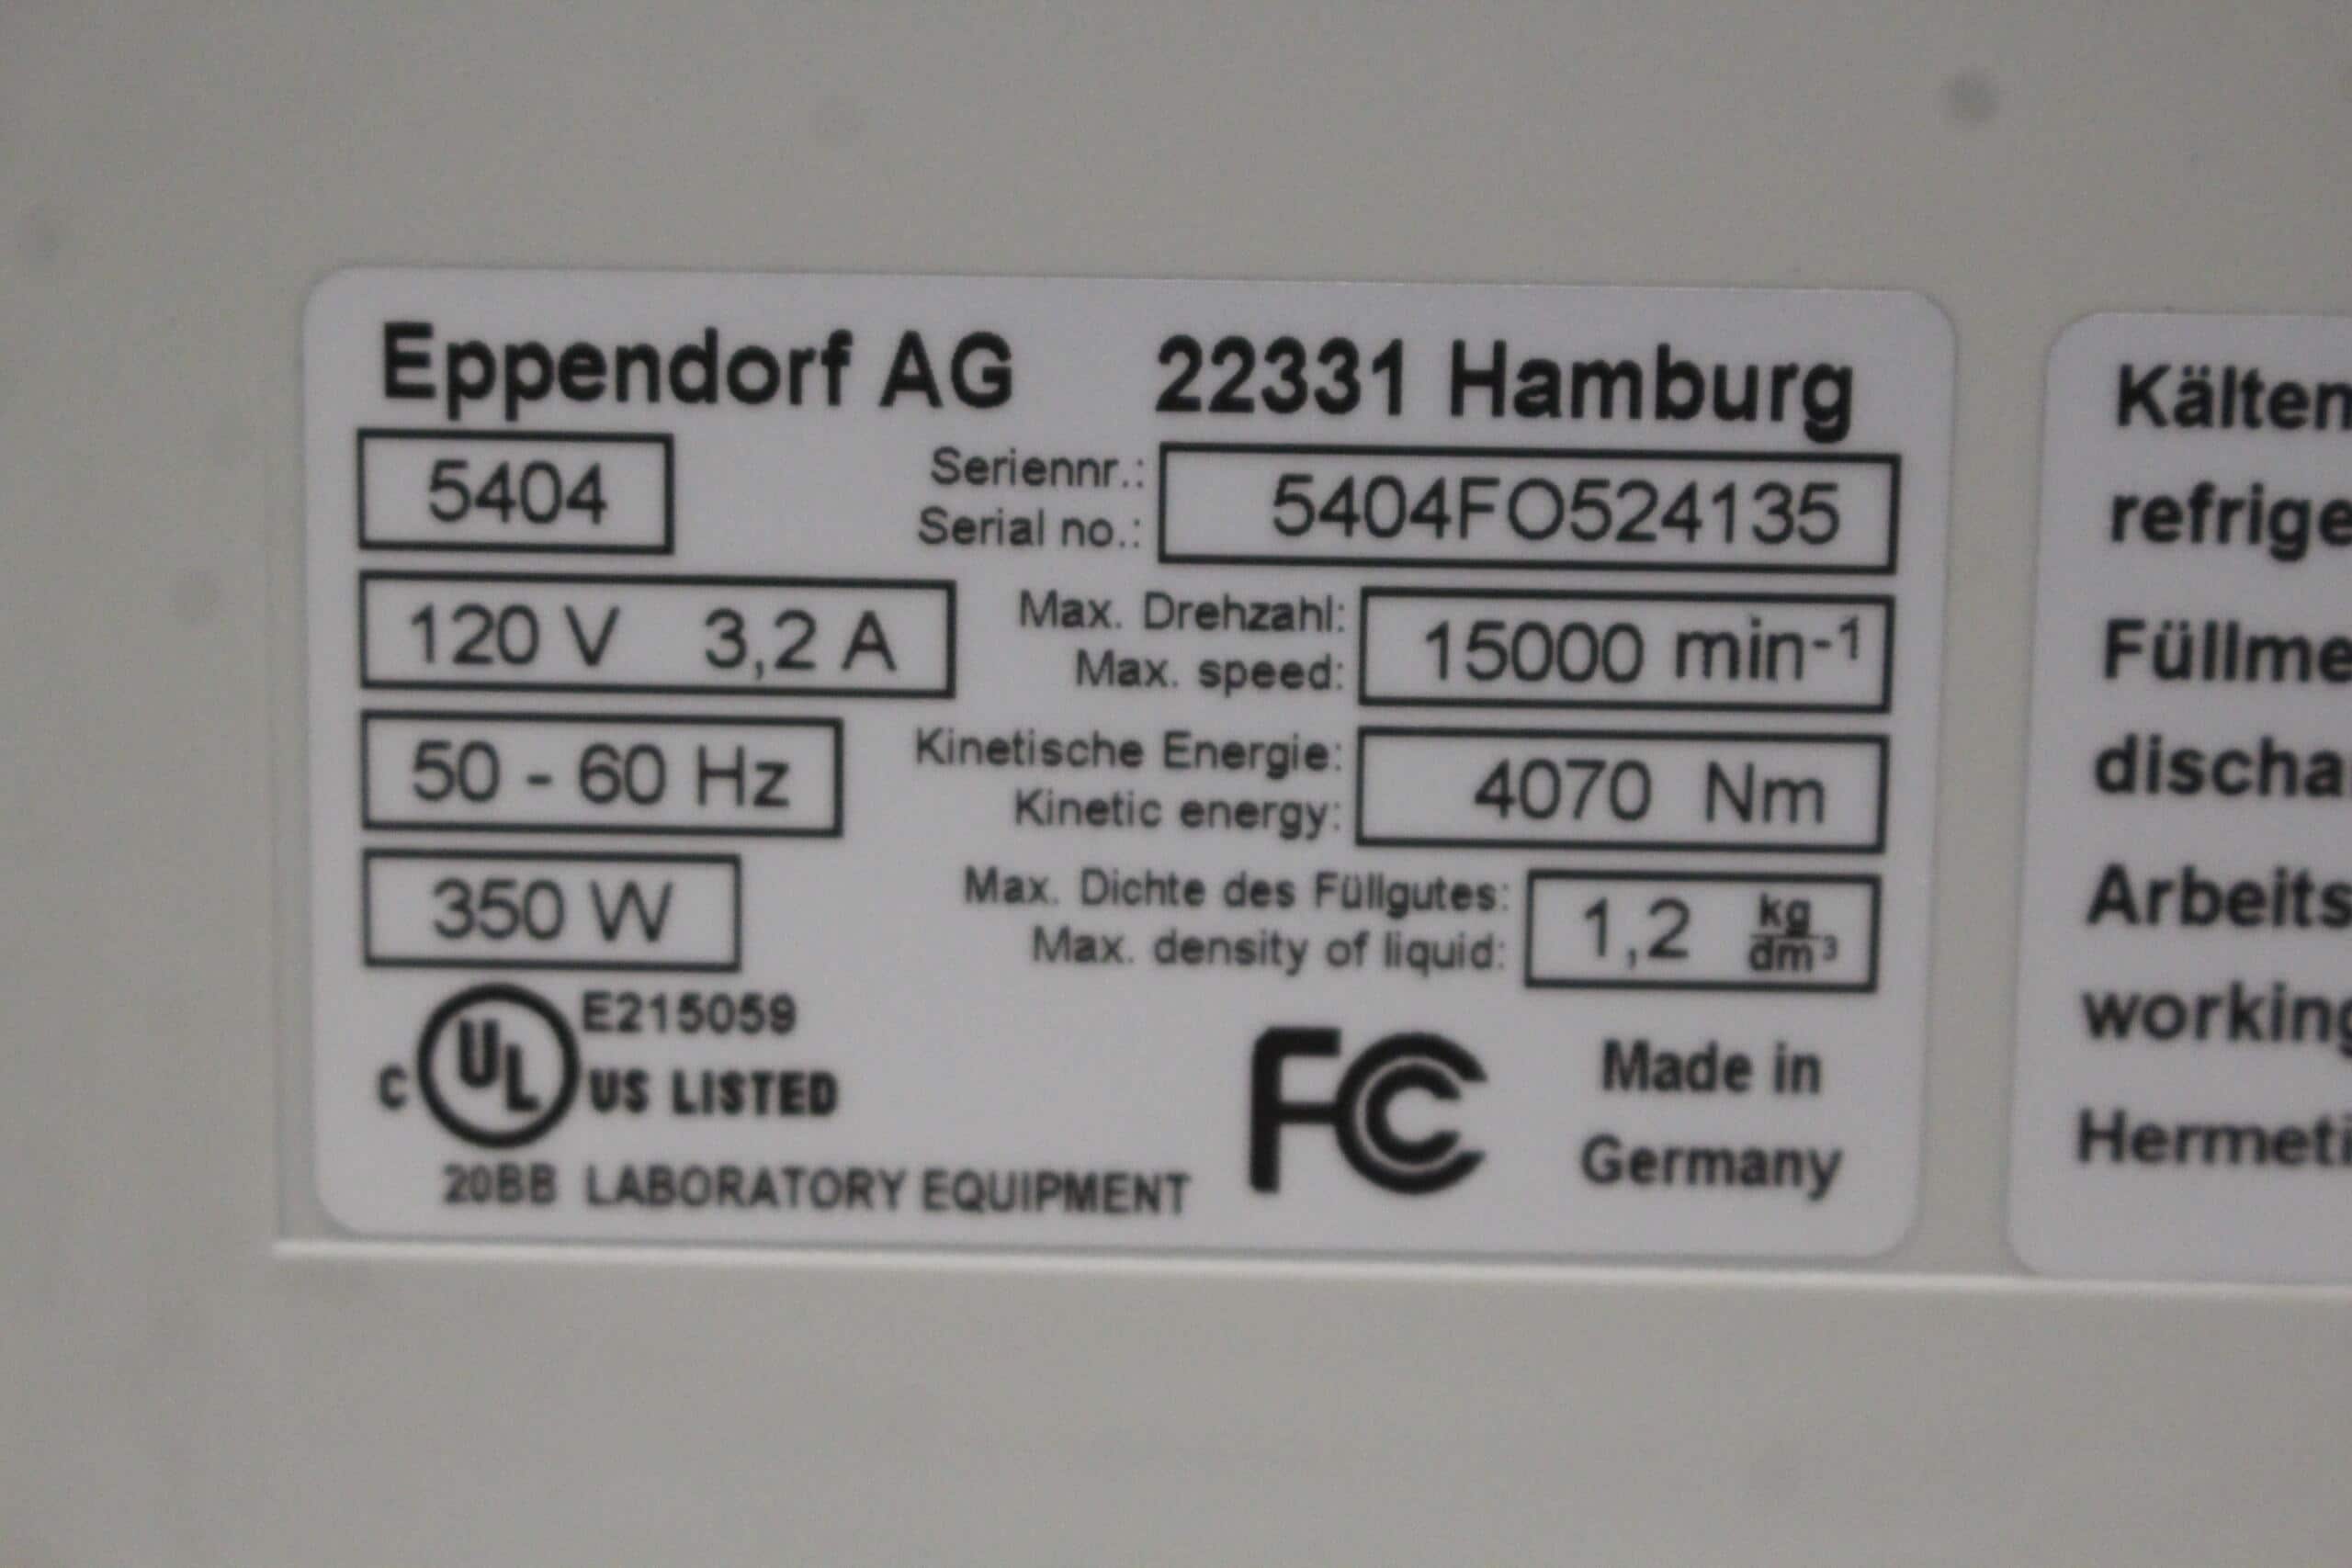 Eppendorf AG 22331 Hamburg
5404
Seriennr.:
Serial no.:
5404FO524135
120 V 3,2 A
Max. Drehzahl:
Max. speed:
15000 min-1
50 - 60 Hz
Kinetische Energie:
Kinetic energy:
4070 Nm
350 W
Max. Dichte des Füllgutes:
Max. density of liquid:
1,2 kg/dm³
E215059
C UL US LISTED
20BB LABORATORY EQUIPMENT
FC
Made in
Germany
Kälten
refrige
Füllme
discha
Arbeits
working
Hermeti